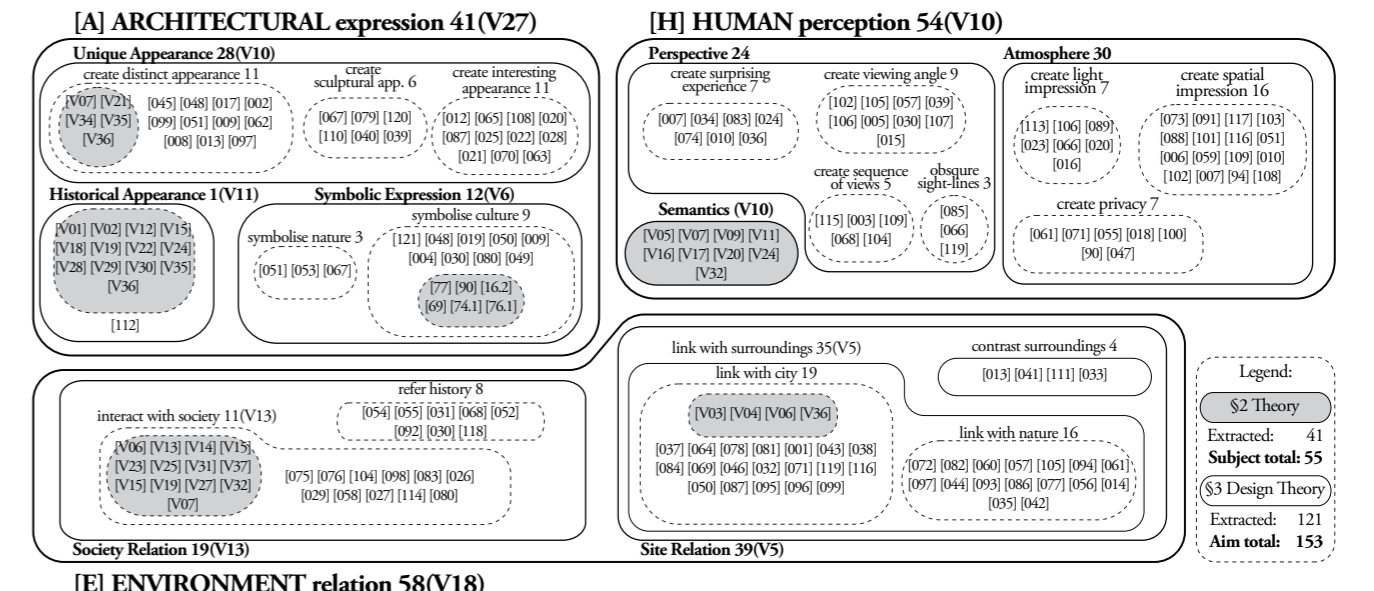 [A] ARCHITECTURAL expression 41(V27)
Unique Appearance 28(V10)
create distinct appearance 11
[V07] [V21]
[V34] [V35]
[V36]
[045] [048] [017] [002]
[099] [051] [009] [062]
[008] [013] [097]
create
sculptural app. 6
[067] [079] [120]
[110] [040] [039]
create interesting
appearance 11
[012] [065] [108] [020]
[087] [025] [022] [028]
[021] [070] [063]
Historical Appearance 1(V11)
[V01] [V02] [V12] [V15]
[V18] [V19] [V22] [V24]
[V28] [V29] [V30] [V35]
[V36]
[112]
Symbolic Expression 12(V6)
symbolise nature 3
[051] [053] [067]
symbolise culture 9
[121] [048] [019] [050] [009]
[004] [030] [080] [049]
[77] [90] [16.2]
[69] [74.1] [76.1]
[H] HUMAN perception 54(V10)
Perspective 24
create surprising
experience 7
[007] [034] [083] [024]
[074] [010] [036]
create viewing angle 9
[102] [105] [057] [039]
[106] [005] [030] [107]
[015]
create sequence
of views 5
[115] [003] [109]
[068] [104]
obsqure
sight-lines 3
[085]
[066]
[119]
Semantics (V10)
[V05] [V07] [V09] [V11]
[V16] [V17] [V20] [V24]
[V32]
Atmosphere 30
create light
impression 7
[113] [106] [089]
[023] [066] [020]
[016]
create spatial
impression 16
[073] [091] [117] [103]
[088] [101] [116] [051]
[006] [059] [109] [010]
[102] [007] [94] [108]
create privacy 7
[061] [071] [055] [018] [100]
[90] [047]
refer history 8
[054] [055] [031] [068] [052]
[092] [030] [118]
interact with society 11(V13)
[V06] [V13] [V14] [V15]
[V23] [V25] [V31] [V37]
[V15] [V19] [V27] [V32]
[V07]
[075] [076] [104] [098] [083] [026]
[029] [058] [027] [114] [080]
Society Relation 19(V13)
link with surroundings 35(V5)
link with city 19
[V03] [V04] [V06] [V36]
[037] [064] [078] [081] [001] [043] [038]
[084] [069] [046] [032] [071] [119] [116]
[050] [087] [095] [096] [099]
contrast surroundings 4
[013] [041] [111] [033]
link with nature 16
[072] [082] [060] [057] [105] [094] [061]
[097] [044] [093] [086] [077] [056] [014]
[035] [042]
Site Relation 39(V5)
Legend:
§2 Theory
Extracted: 41
Subject total: 55
§3 Design Theory
Extracted: 121
Aim total: 153
[E] ENVIRONMENT relation 58(V18)